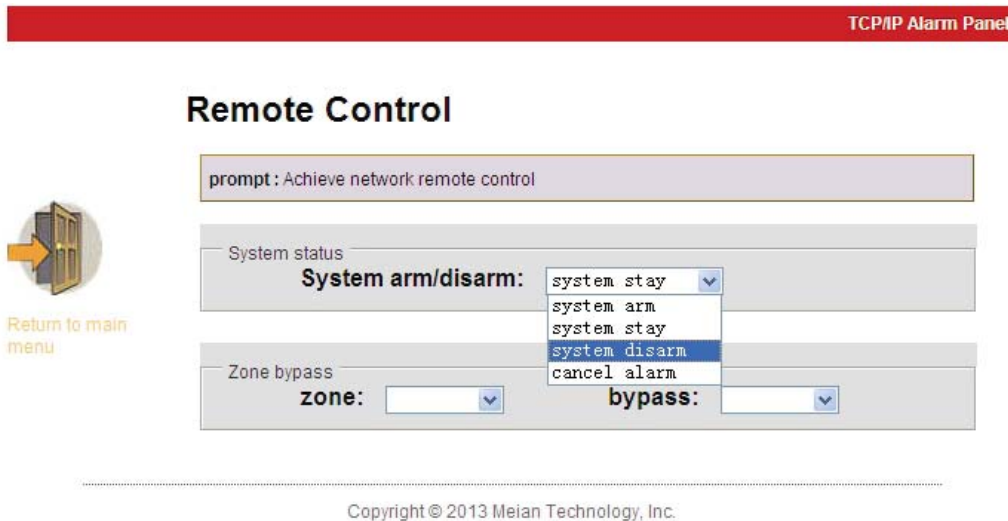 TCP/IP Alarm Panel
Remote Control
prompt : Achieve network remote control
System status
System arm/disarm: system stay
system arm
system stay
system disarm
cancel alarm
Return to main
menu
Zone bypass
zone: bypass:
Copyright © 2013 Meian Technology, Inc.